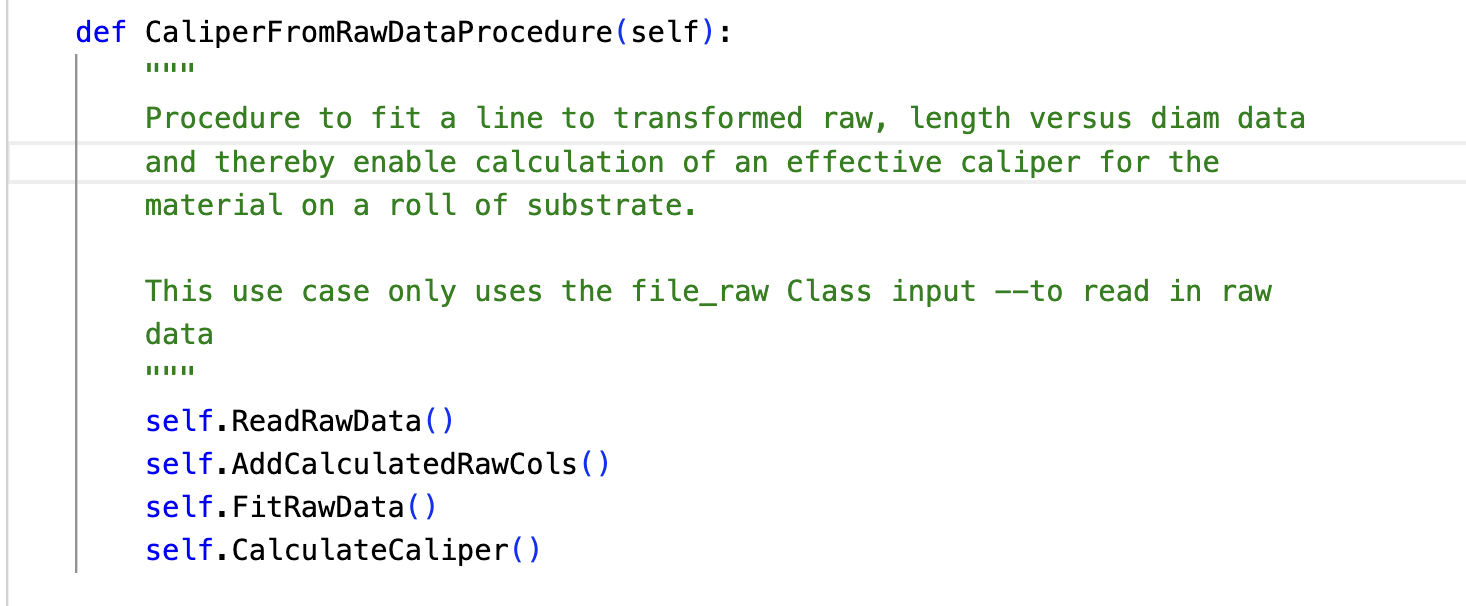 def CaliperFromRawDataProcedure(self):
"""
Procedure to fit a line to transformed raw, length versus diam data
and thereby enable calculation of an effective caliper for the
material on a roll of substrate.
This use case only uses the file_raw Class input --to read in raw
data
"""
self.ReadRawData()
self.AddCalculatedRawCols()
self.FitRawData()
self.CalculateCaliper()